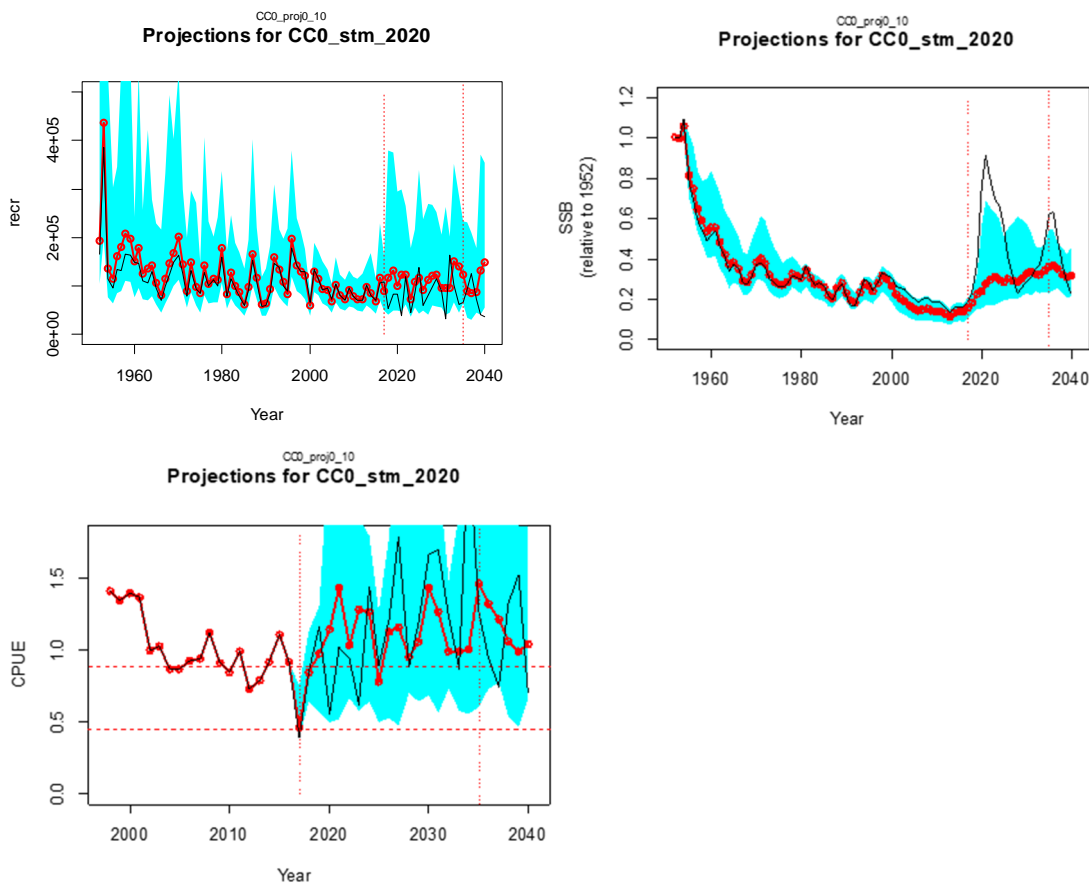 CC0_proj0_10
Projections for CC0_stm_2020
recr
4e+05
2e+05
0e+00
1960
1980
2000
2020
2040
Year
CC0_proj0_10
Projections for CC0_stm_2020
SSB
(relative to 1952)
1.2
1.0
0.8
0.6
0.4
0.2
0.0
1960
1980
2000
2020
2040
Year
CC0_proj0_10
Projections for CC0_stm_2020
CPUE
1.5
1.0
0.5
0.0
2000
2010
2020
2030
2040
Year